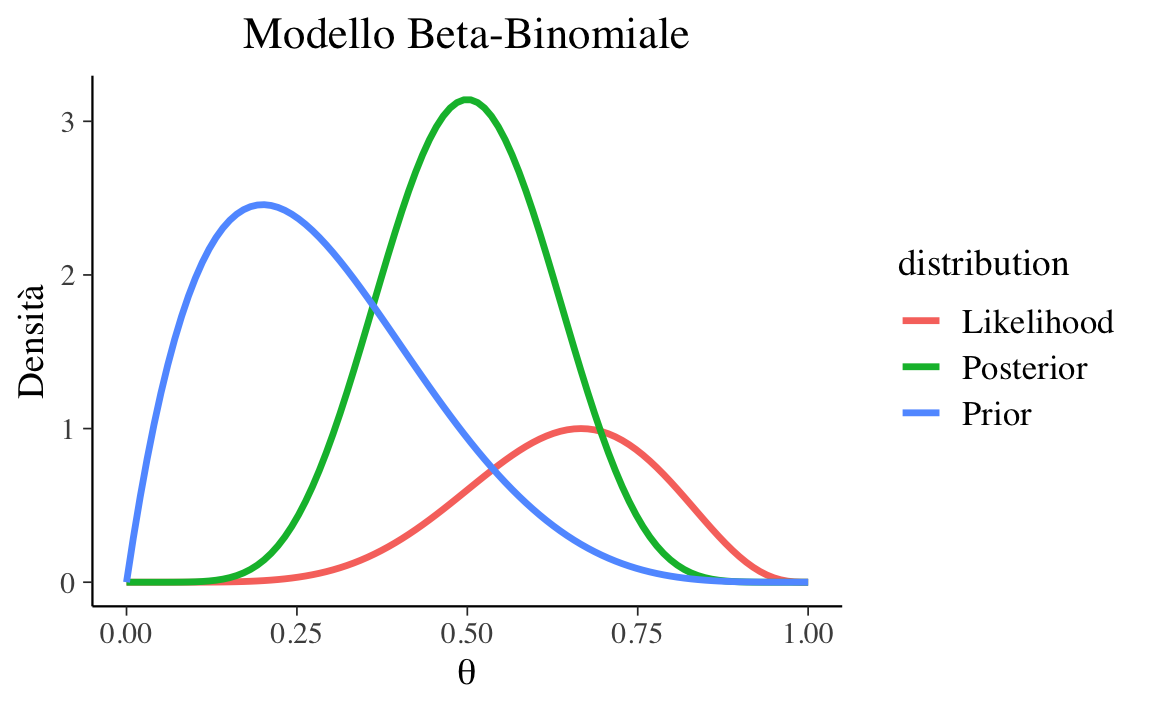 Modello Beta-Binomiale
Densità
3
2
1
0
0.00 0.25 0.50 0.75 1.00
θ
distribution
Likelihood
Posterior
Prior